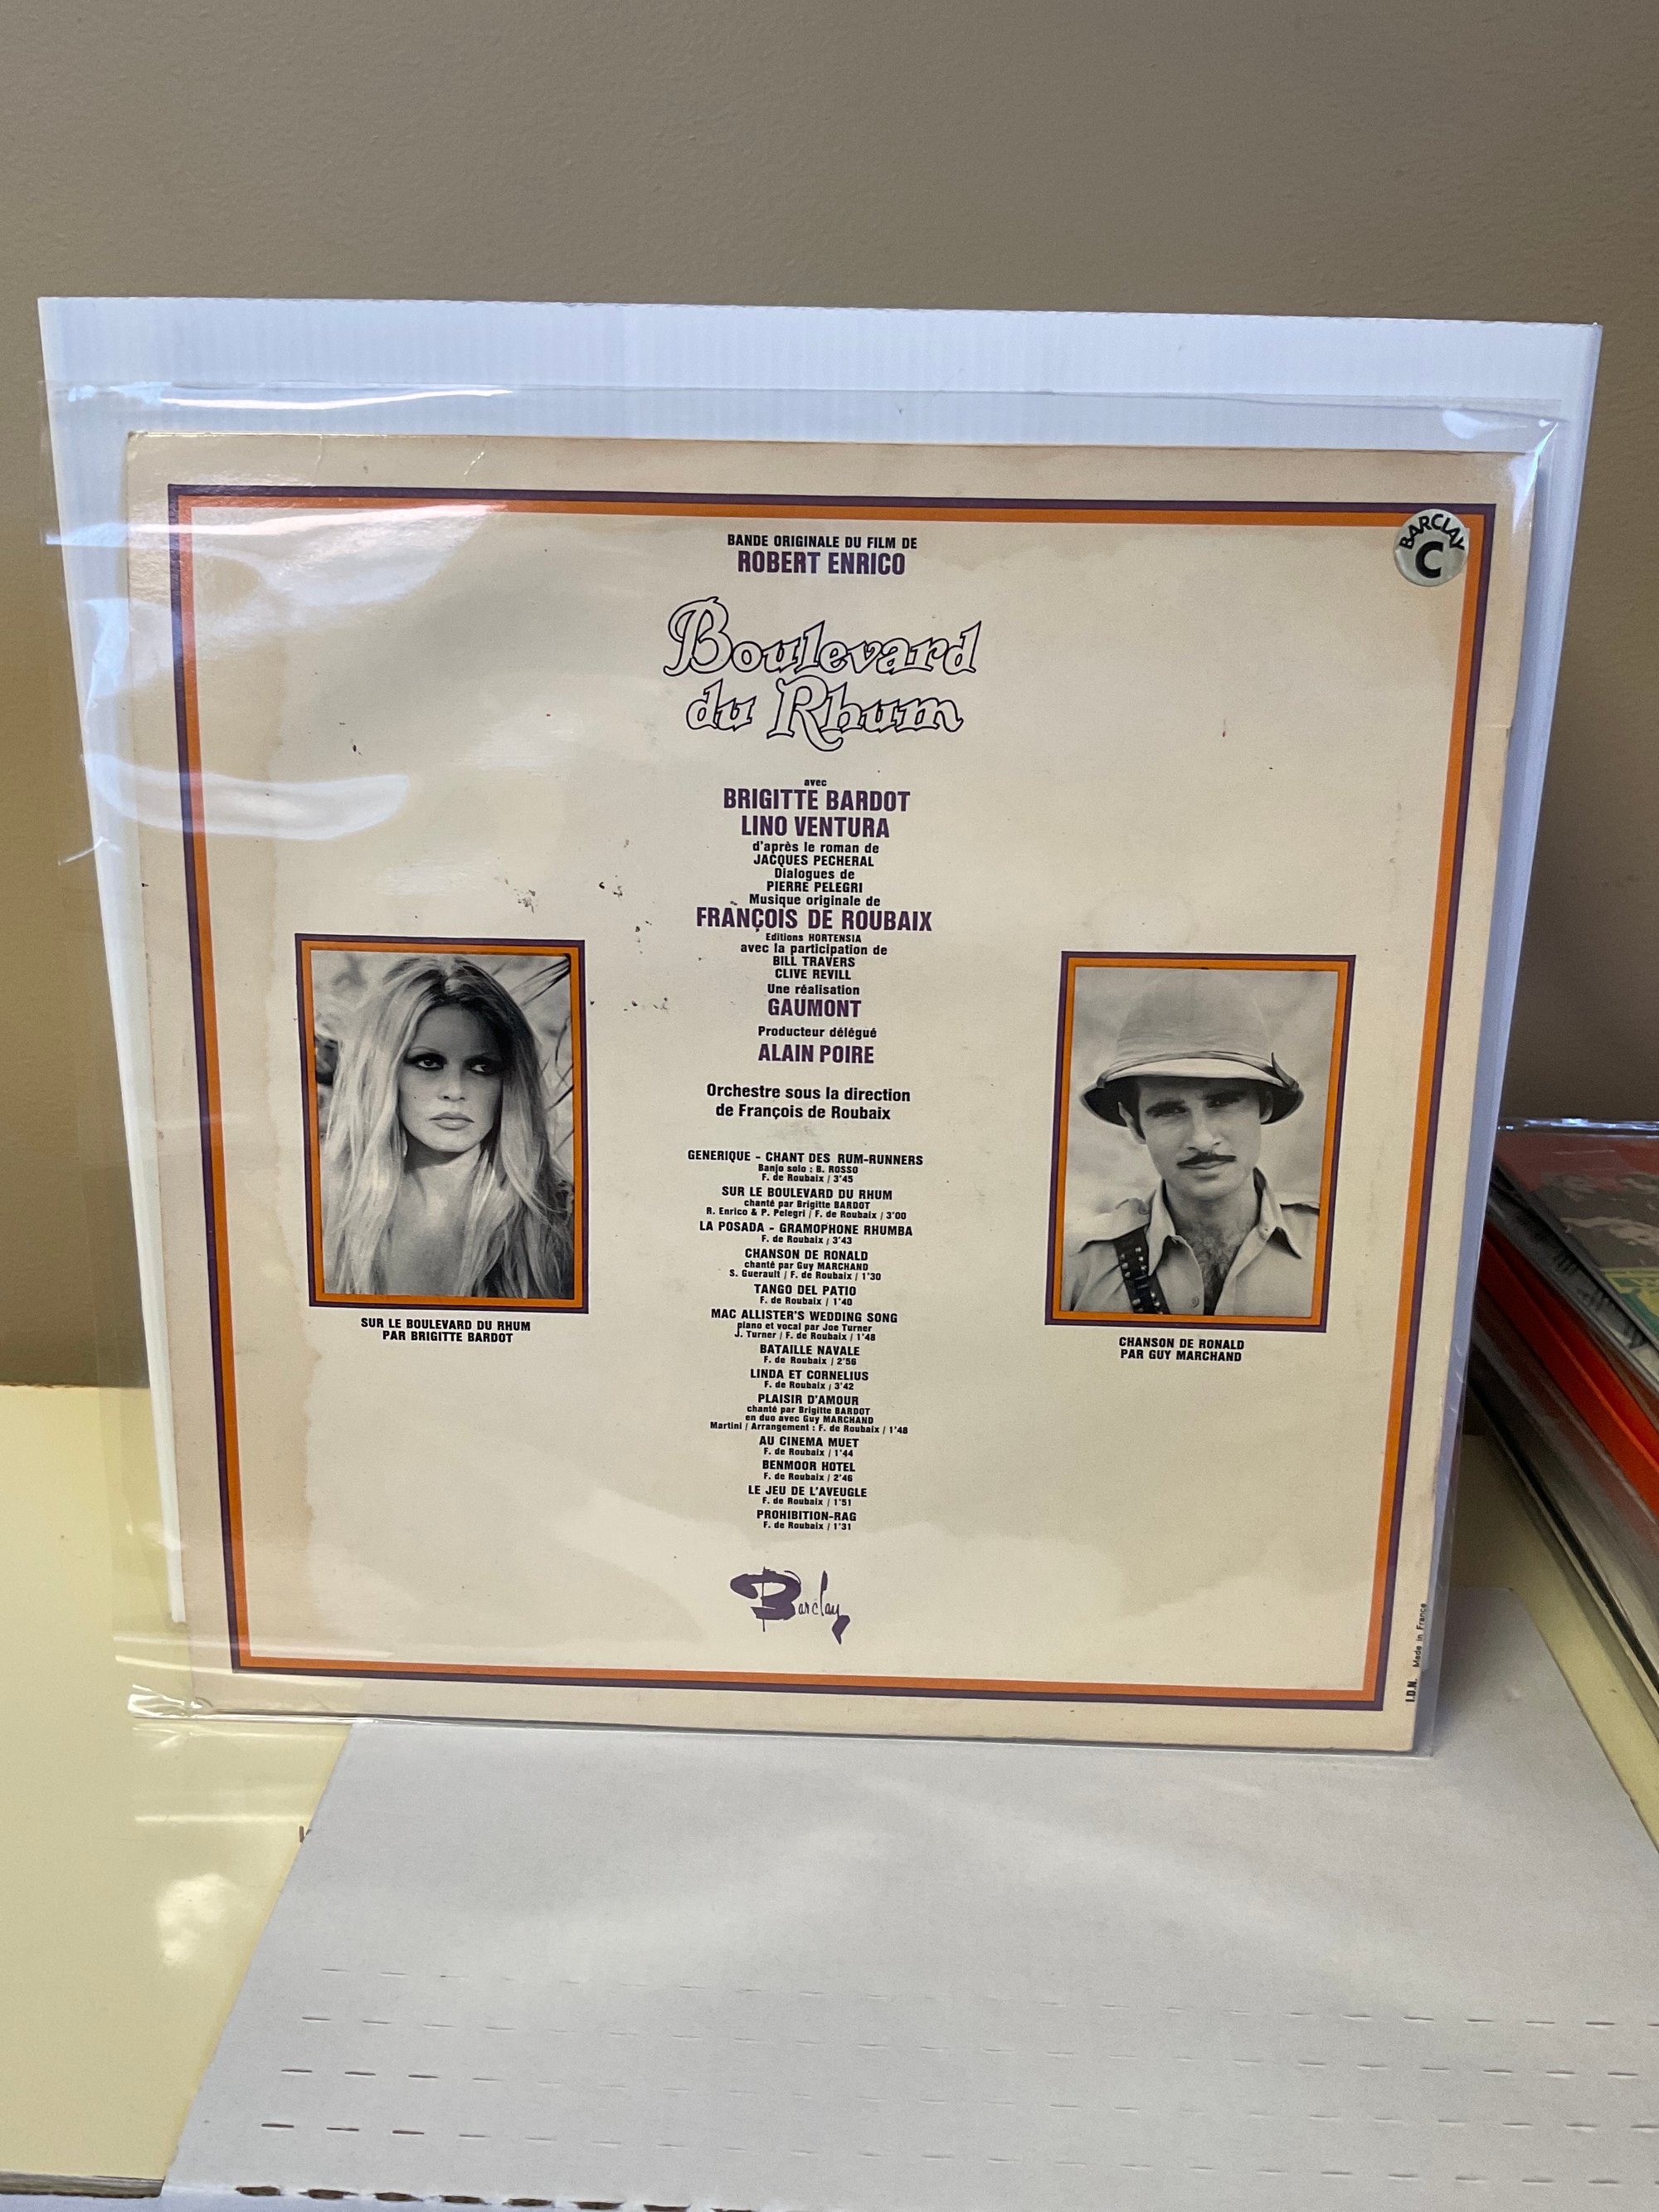 BANDE ORIGINALE DU FILM DE
ROBERT ENRICO
BARCLAY
C
Boulevard
du Rhum
avec
BRIGITTE BARDOT
LINO VENTURA
d'après le roman de
JACQUES PECHERAL
Dialogues de
PIERRE PELEGRI
Musique originale de
FRANÇOIS DE ROUBAIX
Editions HORTENSIA
avec la participation de
BILL TRAVERS
CLIVE REVILL
Une réalisation
GAUMONT
Producteur délégué
ALAIN POIRE
Orchestre sous la direction
de François de Roubaix
GENERIQUE - CHANT DES RUM-RUNNERS
Banjo solo : B. ROSSO
F. de Roubaix / 3'45
SUR LE BOULEVARD DU RHUM
chanté par Brigitte BARDOT
R. Enrico & P. Pelegri / F. de Roubaix / 3'00
LA POSADA - GRAMOPHONE RHUMBA
F. de Roubaix / 3'43
CHANSON DE RONALD
chanté par Guy MARCHAND
S. Guerault / F. de Roubaix / 1'30
TANGO DEL PATIO
F. de Roubaix / 1'40
MAC ALLISTER'S WEDDING SONG
piano et vocal par Joe Turner
J. Turner / F. de Roubaix / 1'48
BATAILLE NAVALE
F. de Roubaix / 2'56
LINDA ET CORNELIUS
F. de Roubaix / 3'42
PLAISIR D'AMOUR
chanté par Brigitte BARDOT
en duo avec Guy MARCHAND
Martini / Arrangement : F. de Roubaix / 1'48
AU CINEMA MUET
F. de Roubaix / 1'44
BENMOOR HOTEL
F. de Roubaix / 2'46
LE JEU DE L'AVEUGLE
F. de Roubaix / 1'51
PROHIBITION-RAG
F. de Roubaix / 1'31
SUR LE BOULEVARD DU RHUM
PAR BRIGITTE BARDOT
CHANSON DE RONALD
PAR GUY MARCHAND
Barclay
I.D.N. Made in France